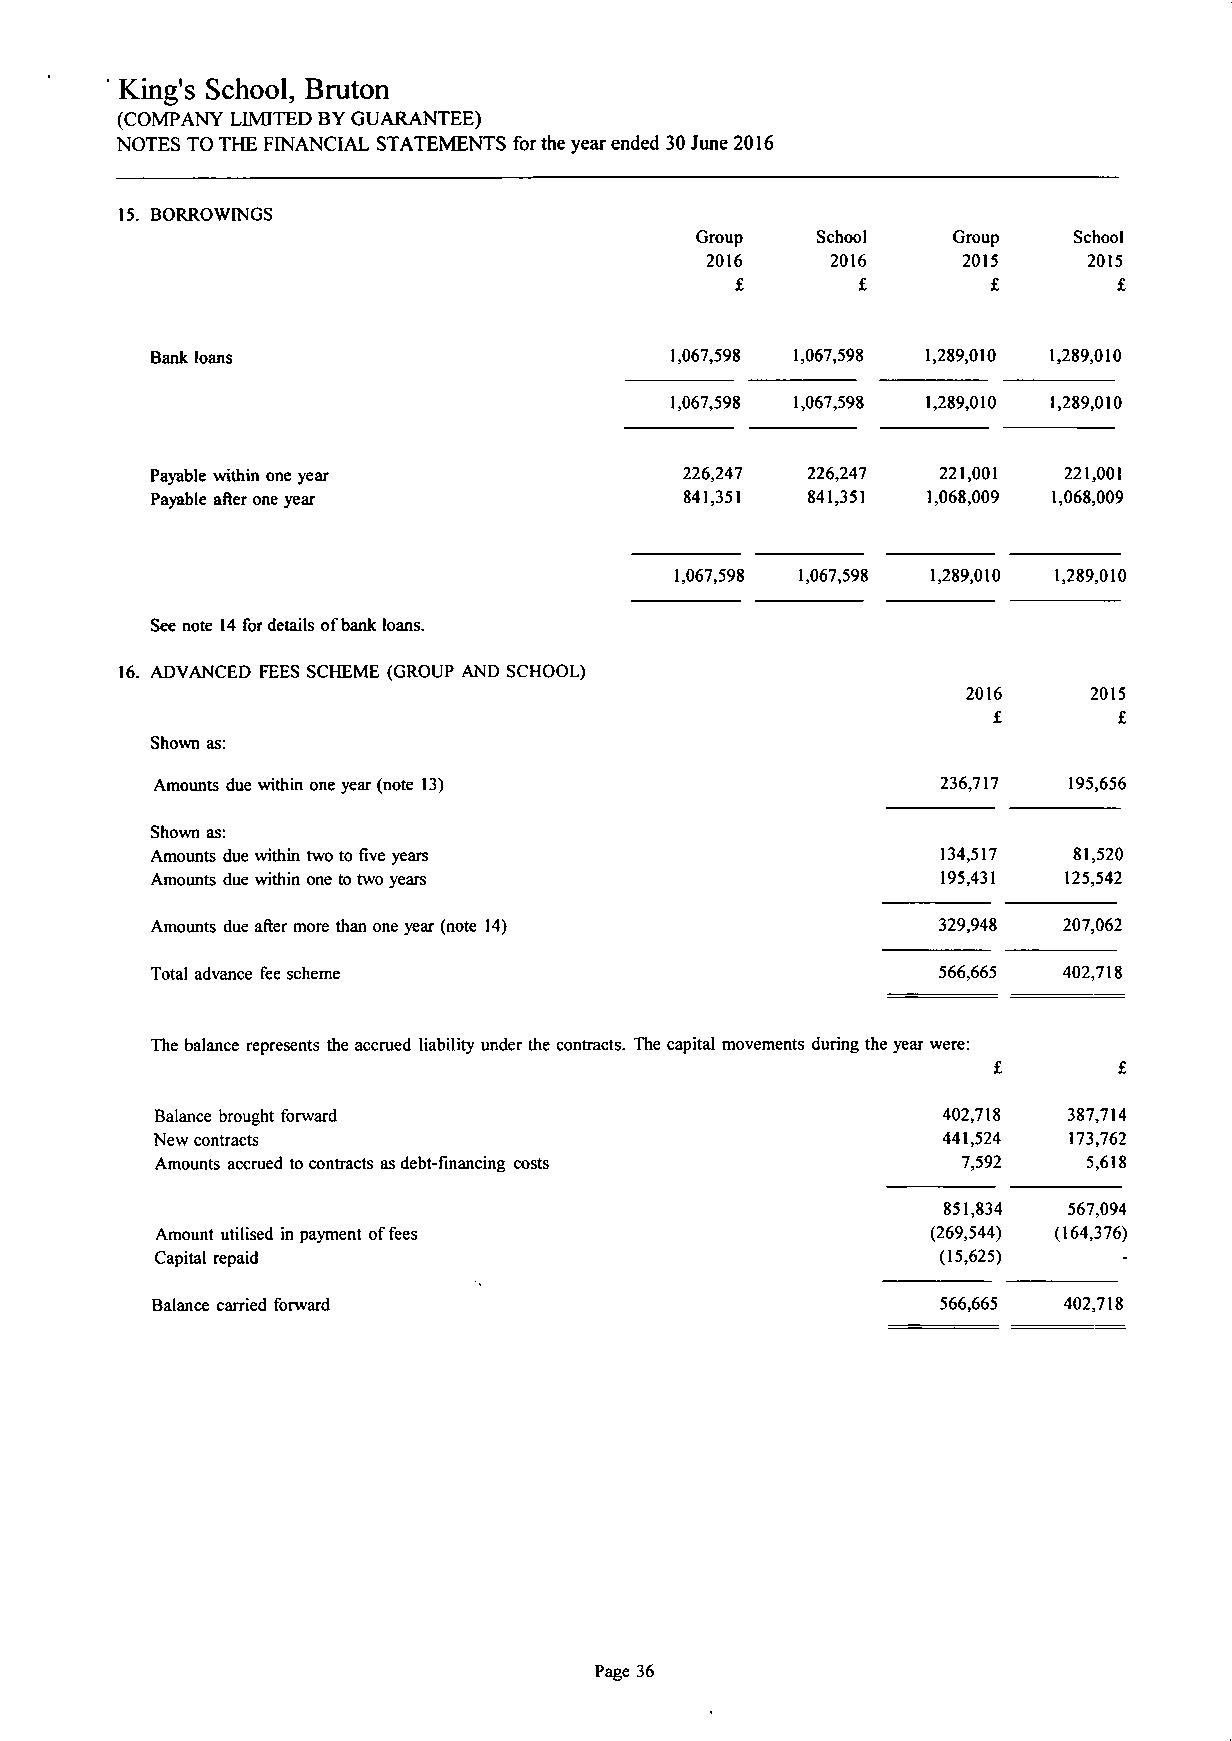 King's School, Bruton
(COMPANY LIMITED BY GUARANTEE)
NOTES TO THE FINANCIAL STATEMENTS for the year ended 30 June 2016
15. BORROWINGS
Group School Group School
2016 2016 2015 2015
£ £ £ £
Bank loans 1,067,598 1,067,598 1,289,010 1,289,010
1,067,598 1,067,598 1,289,010 1,289,010
Payable within one year 226,247 226,247 221,001 221,001
Payable after one year 841,351 841,351 1,068,009 1,068,009
1,067,598 1,067,598 1,289,010 1,289,010
See note 14 for details of bank loans.
16. ADVANCED FEES SCHEME (GROUP AND SCHOOL)
2016 2015
£ £
Shown as:
Amounts due within one year (note 13) 236,717 195,656
Shown as:
Amounts due within two to five years 134,517 81,520
Amounts due within one to two years 195,431 125,542
Amounts due after more than one year (note 14) 329,948 207,062
Total advance fee scheme 566,665 402,718
The balance represents the accrued liability under the contracts. The capital movements during the year were:
£ £
Balance brought forward 402,718 387,714
New contracts 441,524 173,762
Amounts accrued to contracts as debt-financing costs 7,592 5,618
851,834 567,094
Amount utilised in payment of fees (269,544) (164,376)
Capital repaid (15,625) -
Balance carried forward 566,665 402,718
Page 36